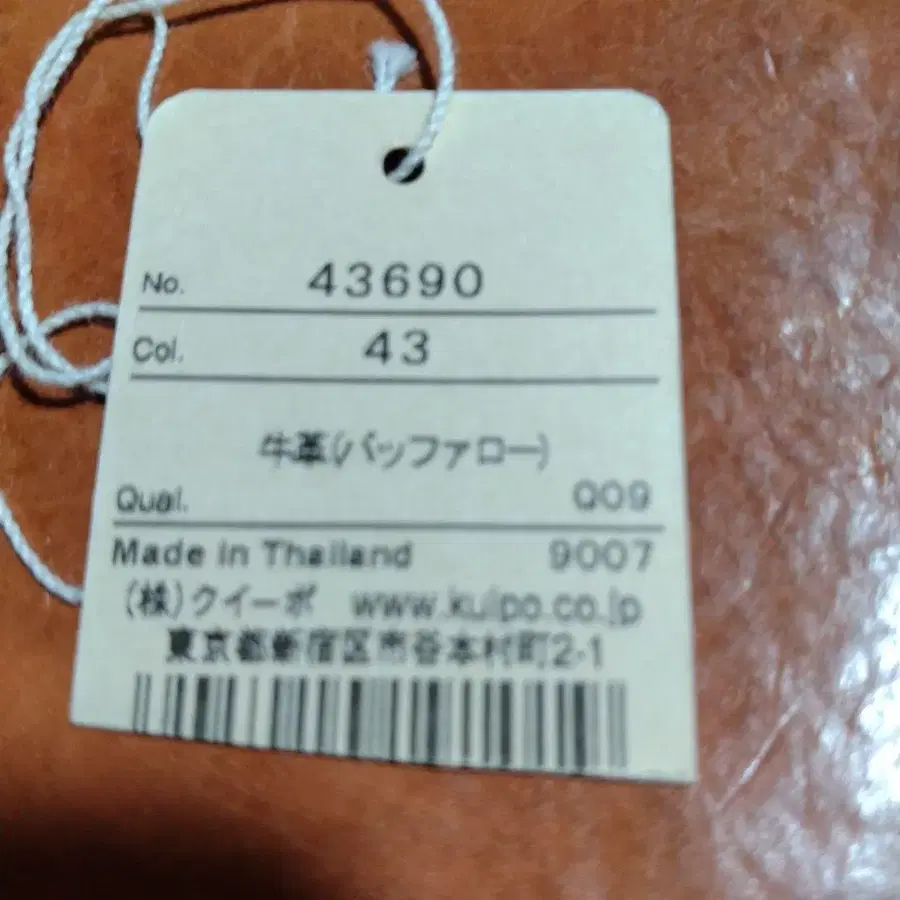 No. 43690
Col. 43
牛革(バッファロー)
Qual. Q09
Made in Thailand 9007
(株)クイーポ www.kuipo.co.jp
東京都新宿区市谷本村町2-1